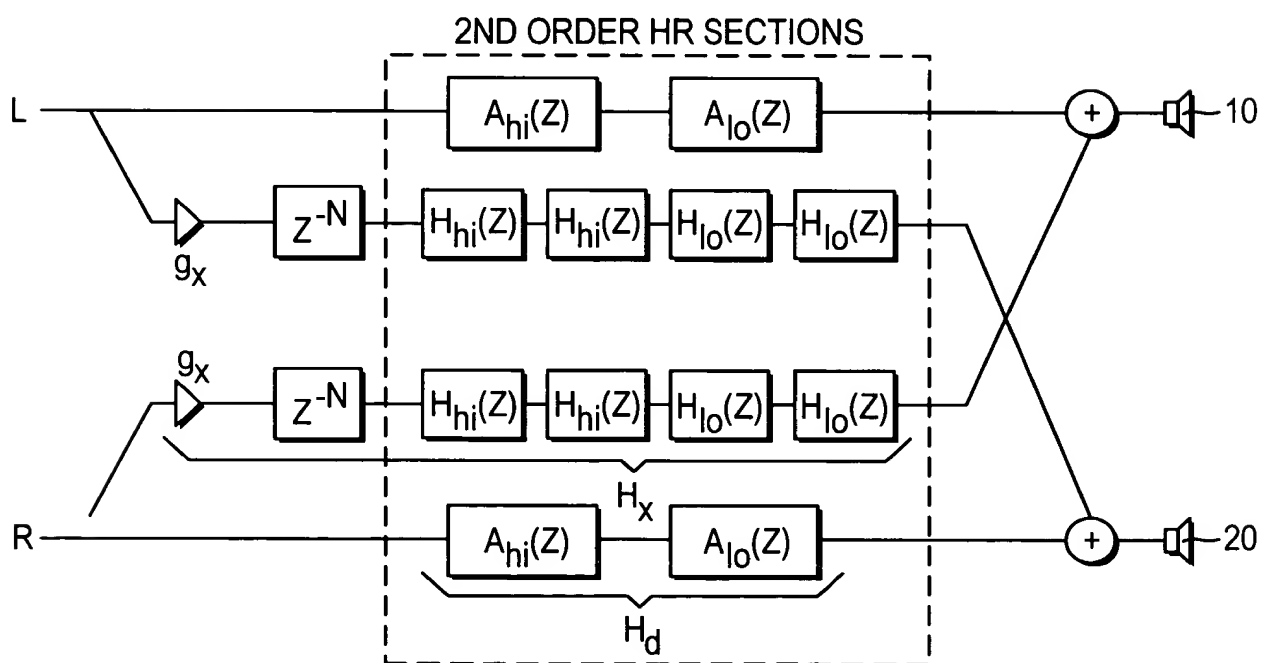 2ND ORDER HR SECTIONS
L A_hi(Z) A_lo(Z) + 10
g_x Z^-N H_hi(Z) H_hi(Z) H_lo(Z) H_lo(Z)
g_x Z^-N H_hi(Z) H_hi(Z) H_lo(Z) H_lo(Z)
H_x
R A_hi(Z) A_lo(Z) + 20
H_d